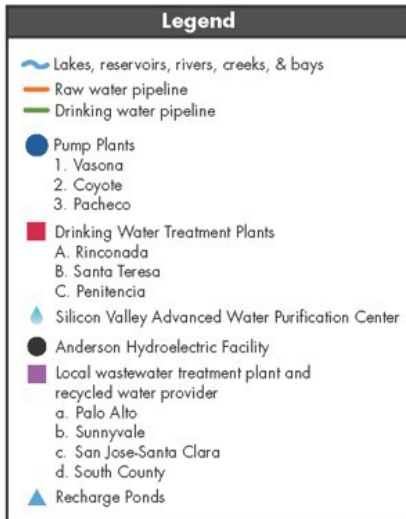 Legend
Lakes, reservoirs, rivers, creeks, & bays
Raw water pipeline
Drinking water pipeline
Pump Plants
1. Vasona
2. Coyote
3. Pacheco
Drinking Water Treatment Plants
A. Rinconada
B. Santa Teresa
C. Penitencia
Silicon Valley Advanced Water Purification Center
Anderson Hydroelectric Facility
Local wastewater treatment plant and
recycled water provider
a. Palo Alto
b. Sunnyvale
c. San Jose-Santa Clara
d. South County
Recharge Ponds